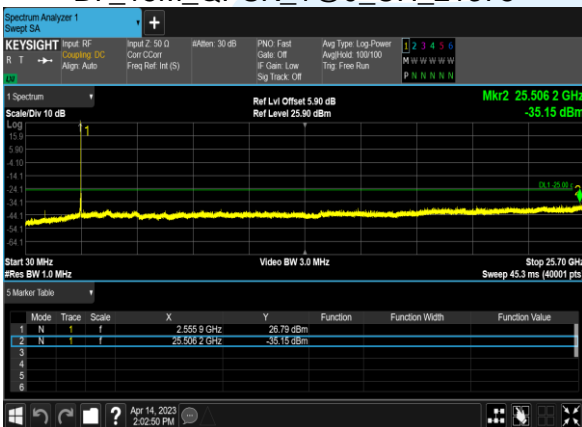 Spectrum Analyzer 1
Swept SA
+
KEYSIGHT
R T
LW
Input: RF
Coupling: DC
Align: Auto
Input Z: 50 Ω
Corr CCorr
Freq Ref: Int (S)
#Atten: 30 dB
PNO: Fast
Gate: Off
IF Gain: Low
Sig Track: Off
Avg Type: Log-Power
Avg|Hold: 100/100
Trig: Free Run
1 2 3 4 5 6
M W W W W W
P N N N N N
1 Spectrum
Scale/Div 10 dB
Ref Lvl Offset 5.90 dB
Ref Level 25.90 dBm
Mkr2 25.506 2 GHz
-35.15 dBm
Log
15.9
5.90
-4.10
-14.1
-24.1
-34.1
-44.1
-54.1
-64.1
1
DL1 -25.00
Start 30 MHz
#Res BW 1.0 MHz
Video BW 3.0 MHz
Stop 25.70 GHz
Sweep 45.3 ms (40001 pts
5 Marker Table
Mode Trace Scale X Y Function Function Width Function Value
1 N 1 f 2.555 9 GHz 26.79 dBm
2 N 1 f 25.506 2 GHz -35.15 dBm
3
4
5
6
?
Apr 14, 2023
2:02:50 PM